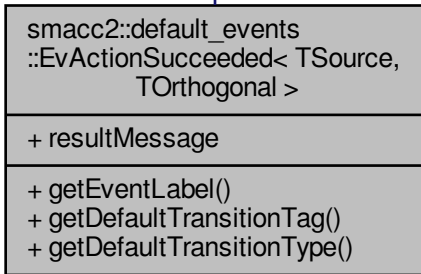 smacc2::default_events
::EvActionSucceeded< TSource,
TOrthogonal >
+ resultMessage
+ getEventLabel()
+ getDefaultTransitionTag()
+ getDefaultTransitionType()